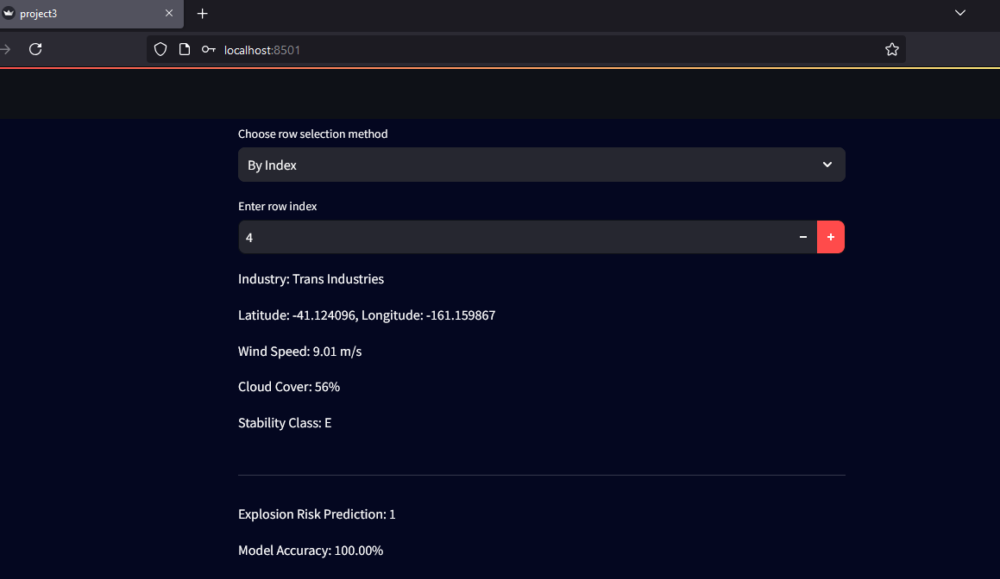 project3
localhost:8501
Choose row selection method
By Index
Enter row index
4
Industry: Trans Industries
Latitude: -41.124096, Longitude: -161.159867
Wind Speed: 9.01 m/s
Cloud Cover: 56%
Stability Class: E
Explosion Risk Prediction: 1
Model Accuracy: 100.00%